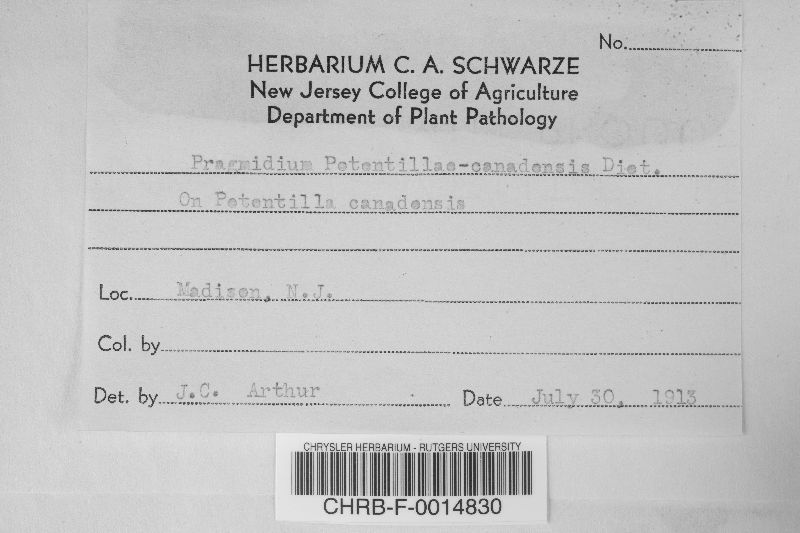 No.
HERBARIUM C. A. SCHWARZE
New Jersey College of Agriculture
Department of Plant Pathology
Pragmidium Potentillae-canadensis Diet.
On Potentilla canadensis
Loc. Madison, N.J.
Col. by
Det. by J.C. Arthur Date July 30, 1913
CHRYSLER HERBARIUM - RUTGERS UNIVERSITY
CHRB-F-0014830